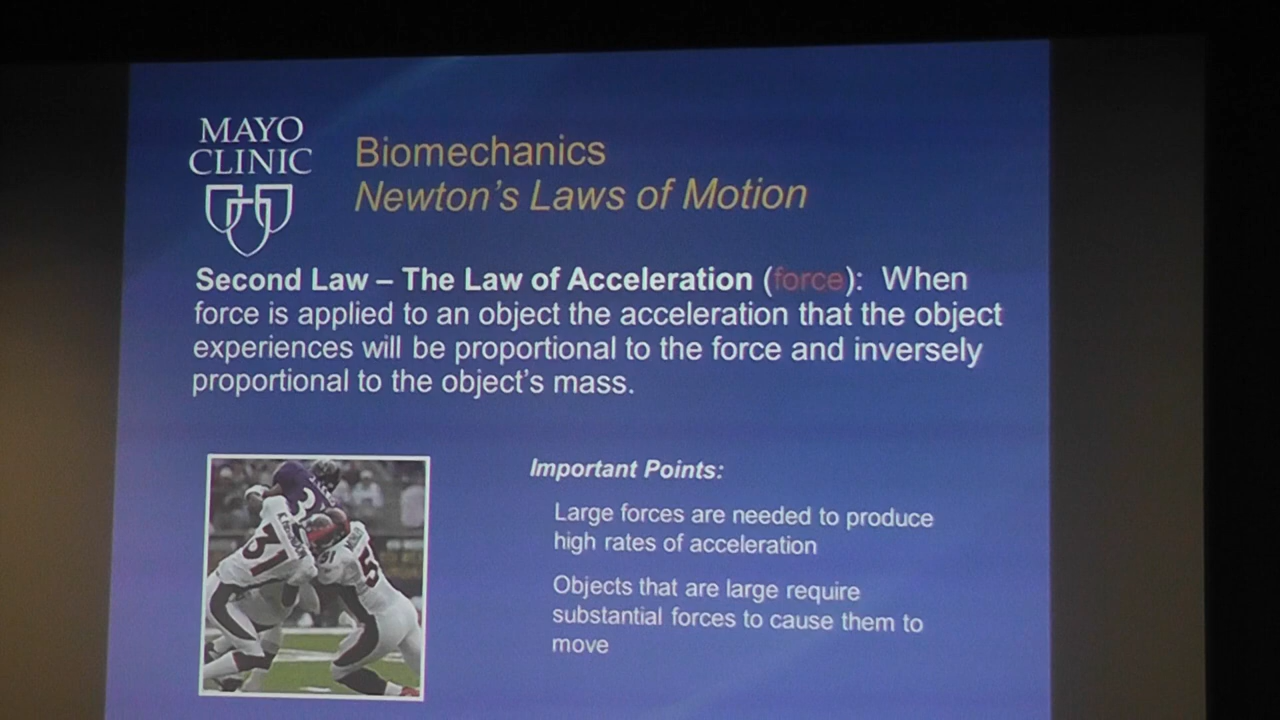 MAYO
CLINIC
Biomechanics
Newton's Laws of Motion
Second Law – The Law of Acceleration (force): When
force is applied to an object the acceleration that the object
experiences will be proportional to the force and inversely
proportional to the object's mass.
Important Points:
Large forces are needed to produce
high rates of acceleration
Objects that are large require
substantial forces to cause them to
move
31
51